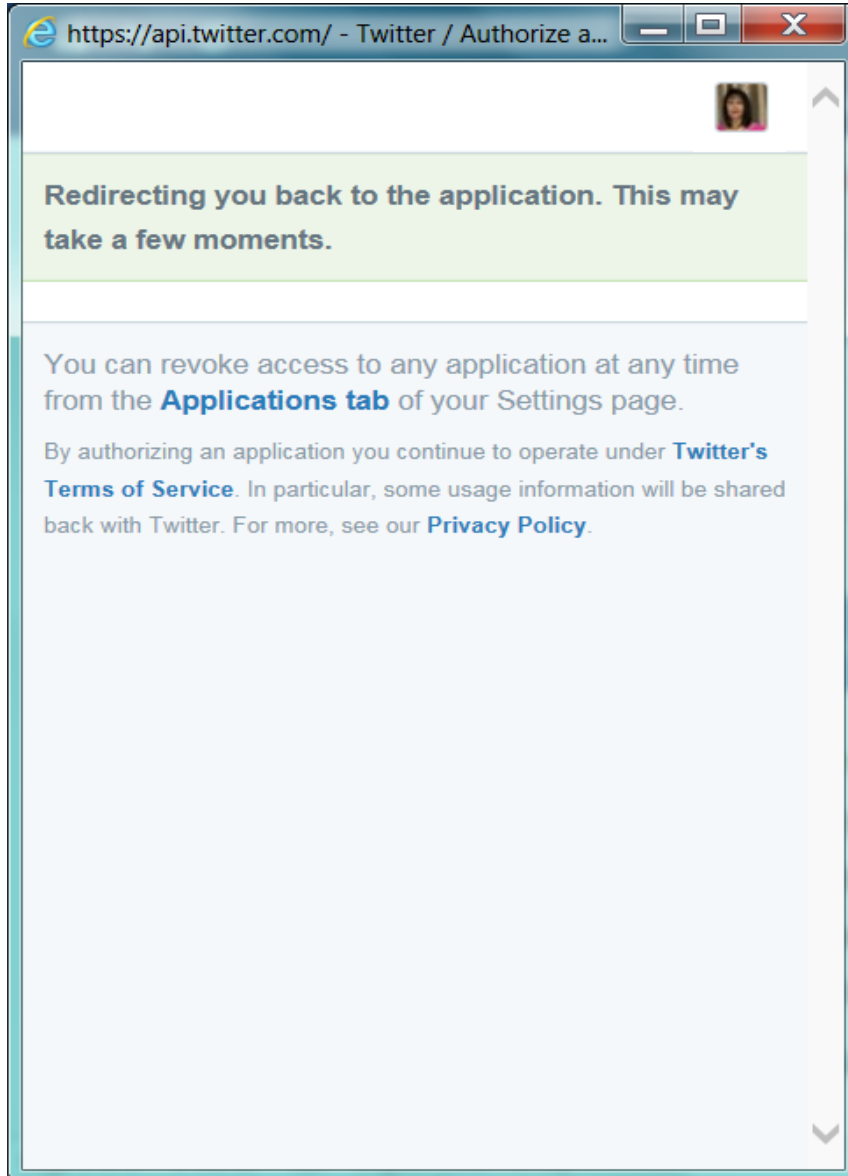 https://api.twitter.com/ - Twitter / Authorize a...
Redirecting you back to the application. This may
take a few moments.
You can revoke access to any application at any time
from the Applications tab of your Settings page.
By authorizing an application you continue to operate under Twitter's
Terms of Service. In particular, some usage information will be shared
back with Twitter. For more, see our Privacy Policy.